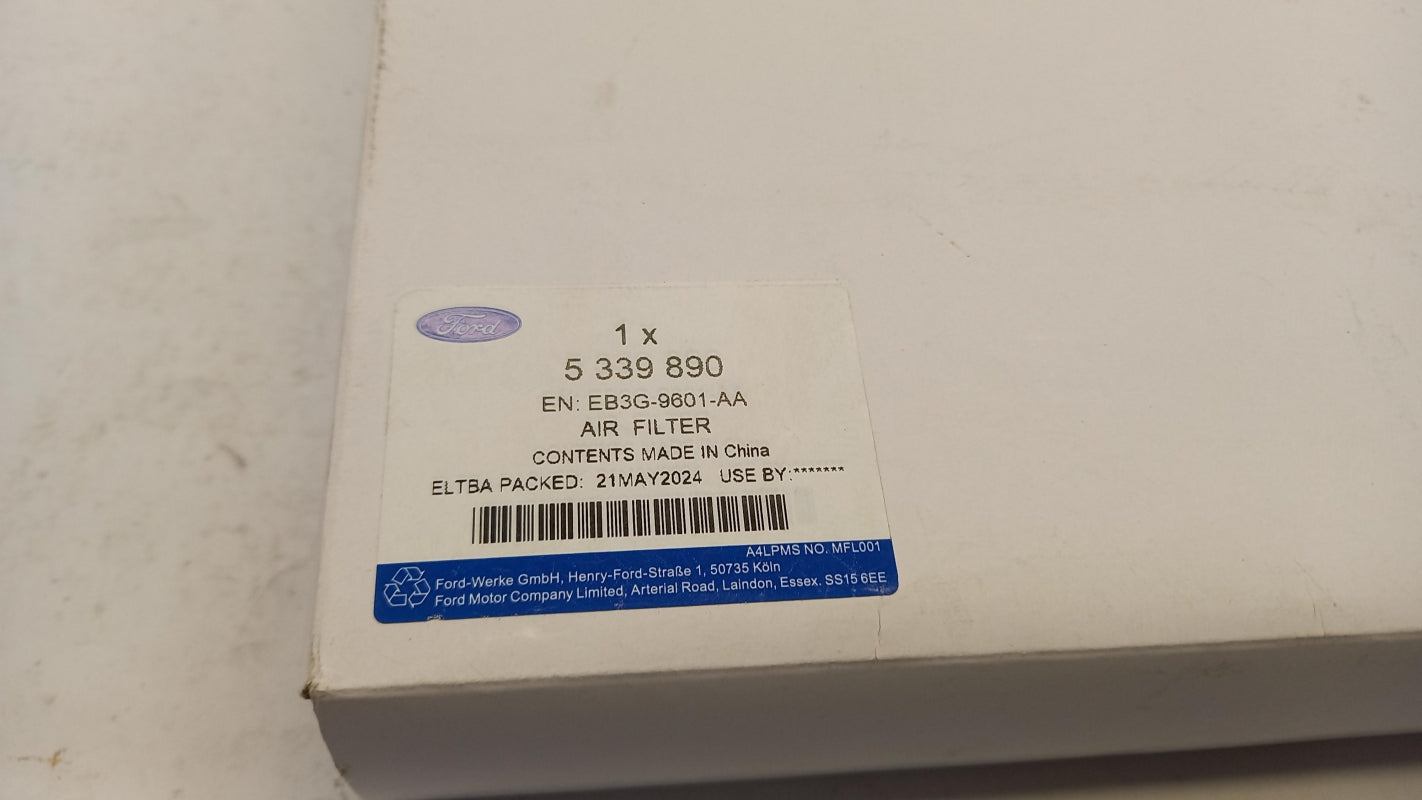 Ford
1 x
5 339 890
EN: EB3G-9601-AA
AIR FILTER
CONTENTS MADE IN China
ELTBA PACKED: 21MAY2024 USE BY:*******
A4LPMS NO. MFL001
Ford-Werke GmbH, Henry-Ford-Straße 1, 50735 Köln
Ford Motor Company Limited, Arterial Road, Laindon, Essex. SS15 6EE